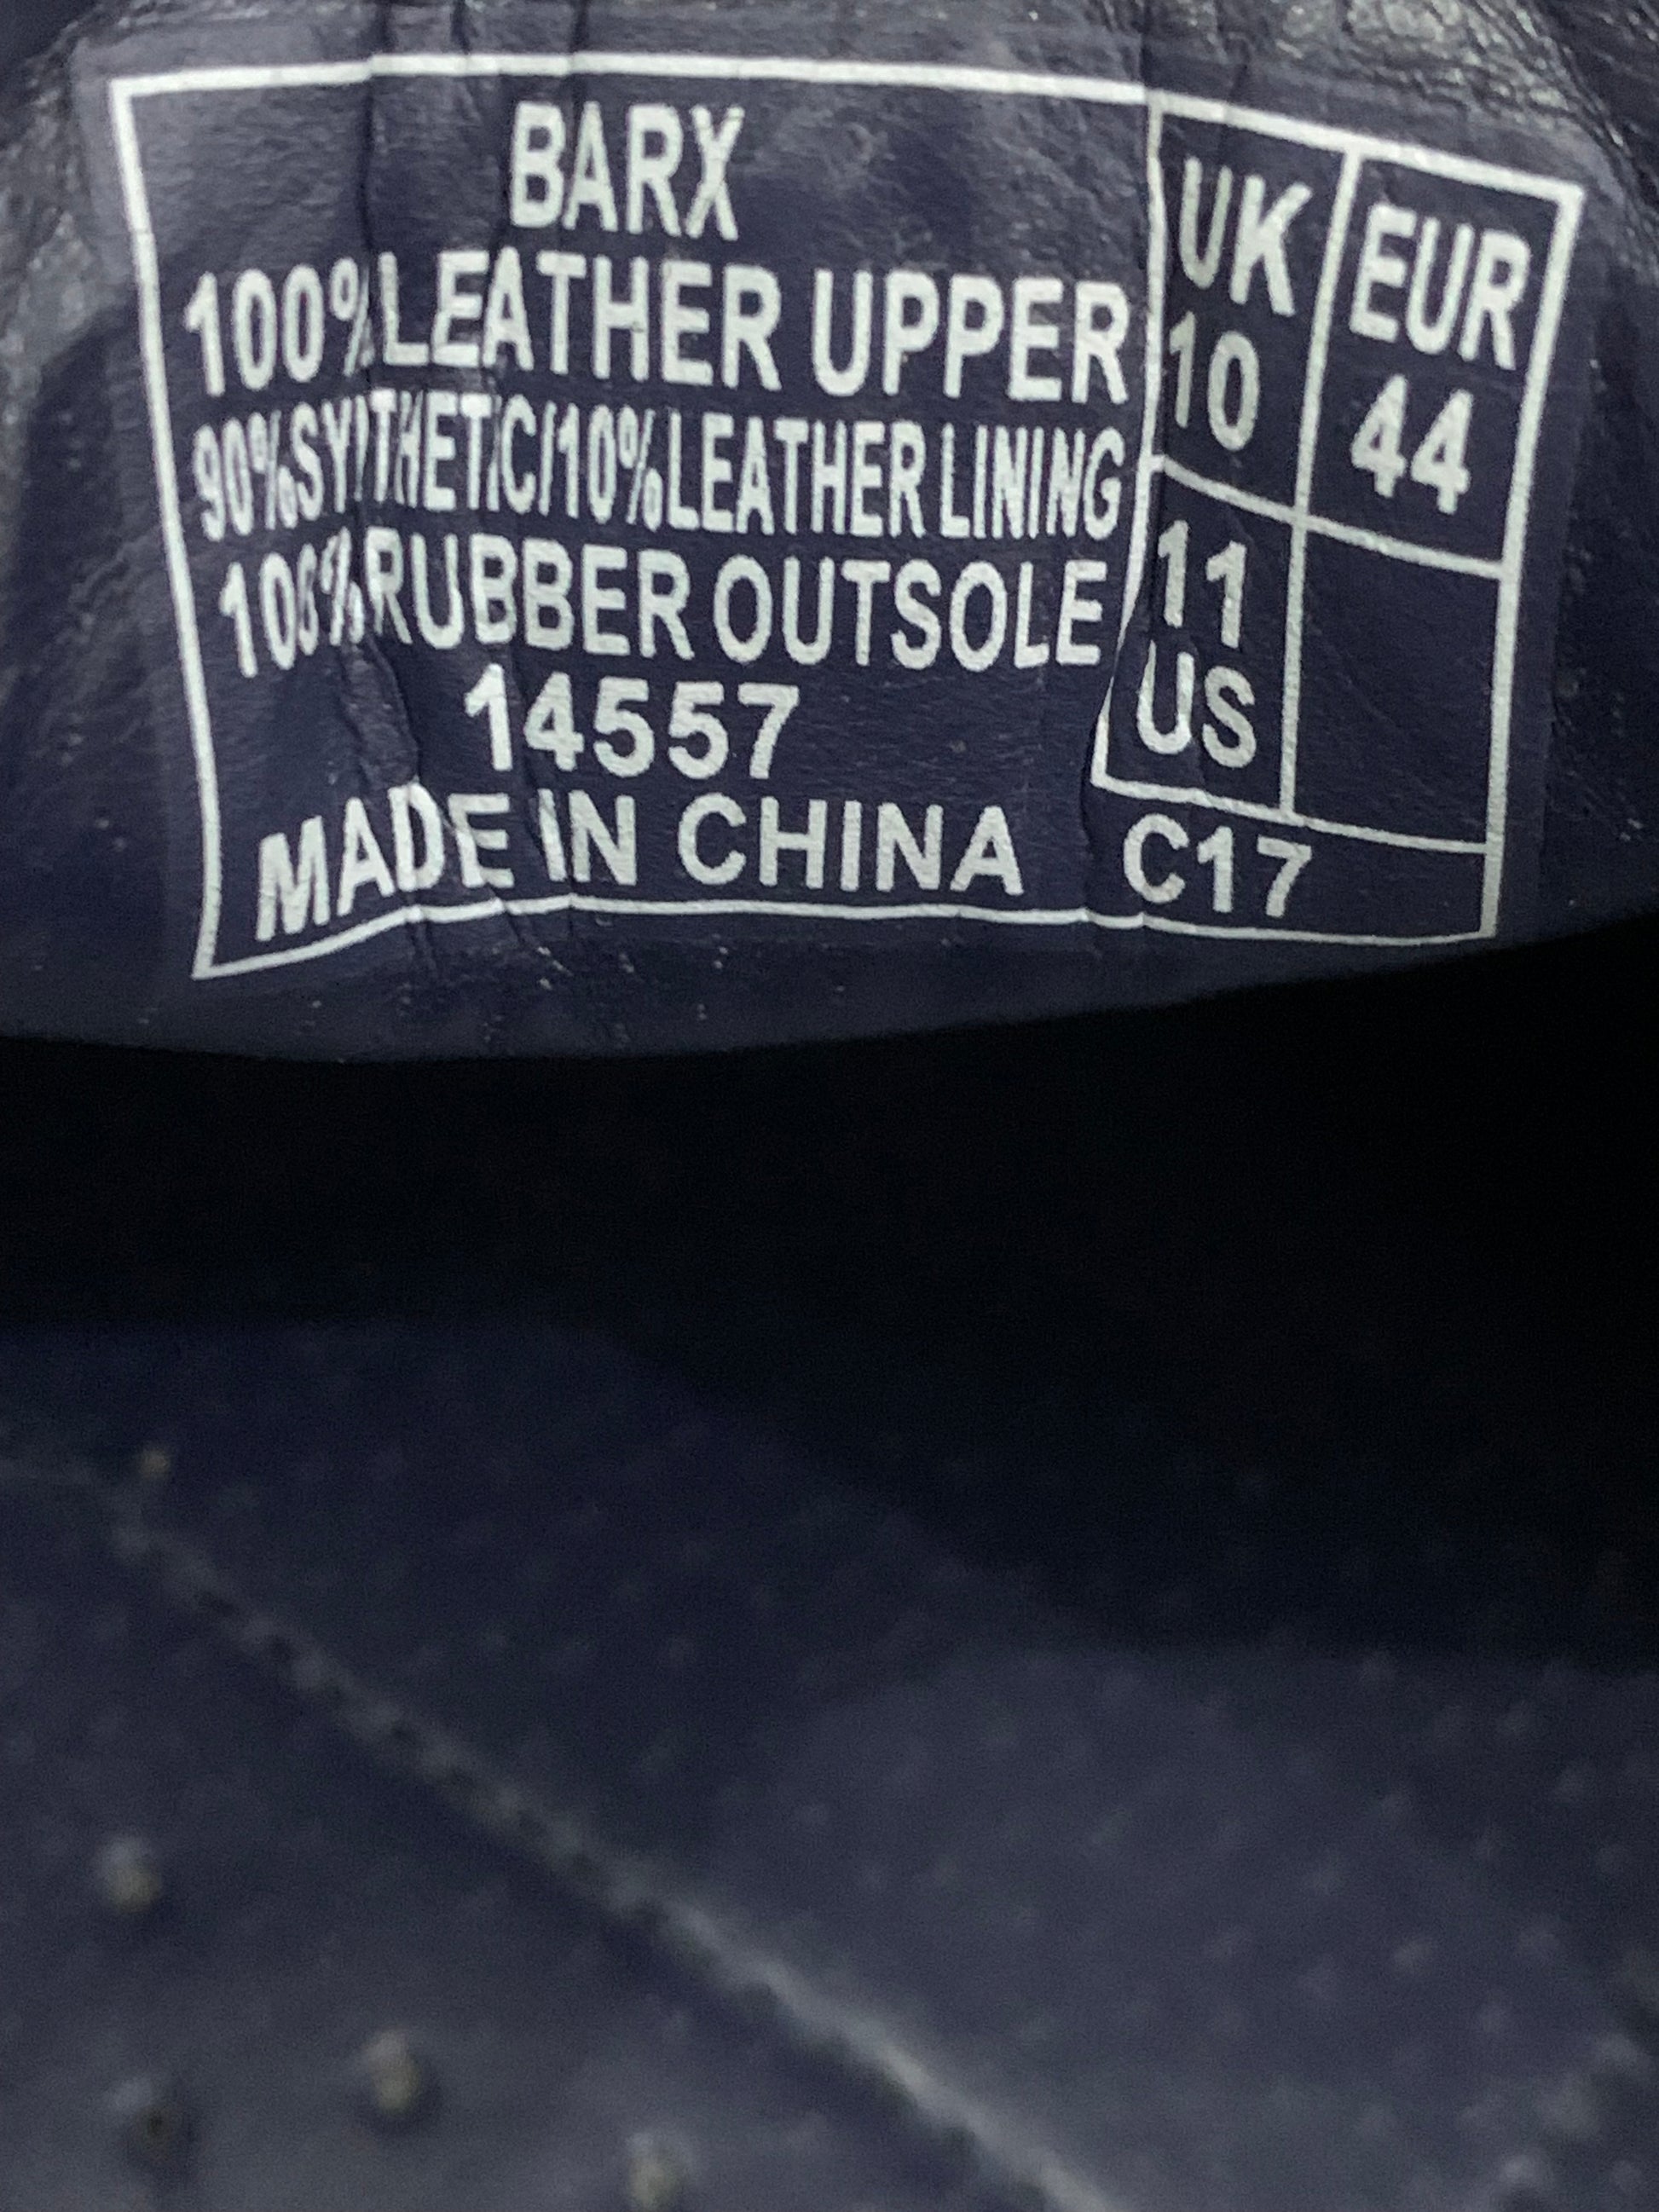 BARX
100%LEATHER UPPER
90%SYNTHETIC/10%LEATHER LINING
100%RUBBER OUTSOLE
14557
MADE IN CHINA
UK
10
11
US
EUR
44
C17